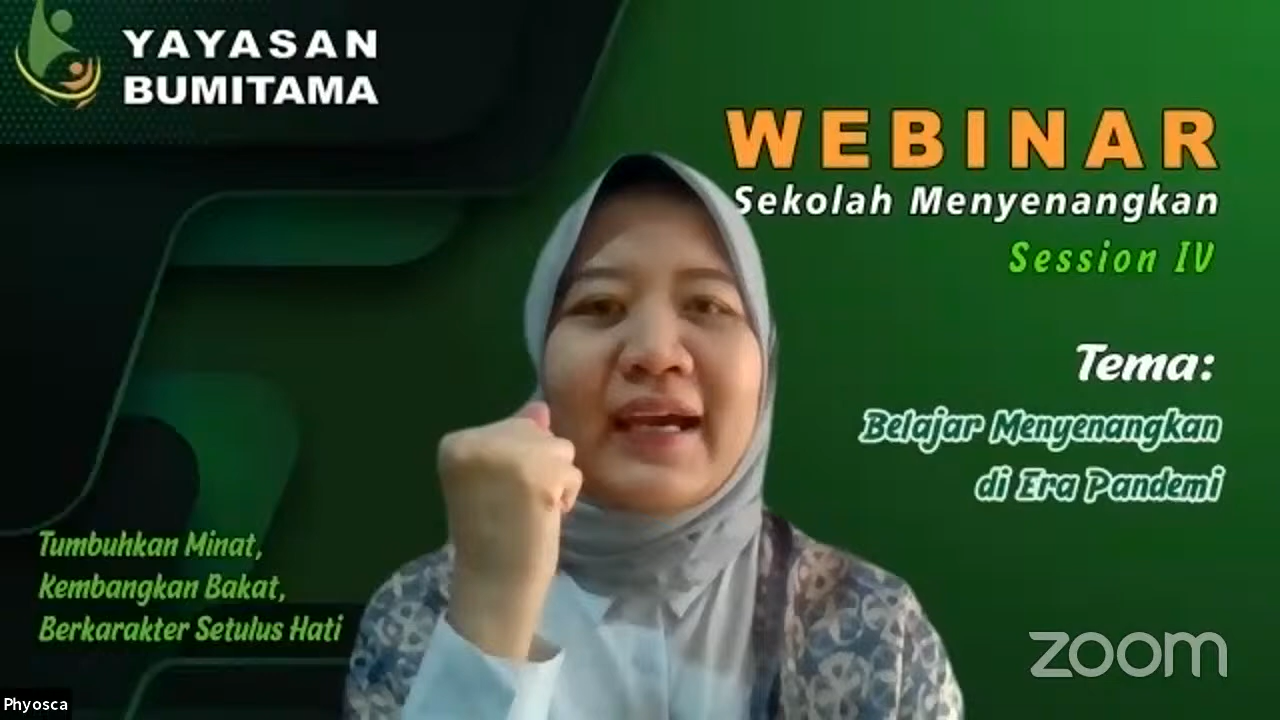 YAYASAN
BUMITAMA
WEBINAR
Sekolah Menyenangkan
Session IV
Tema:
Belajar Menyenangkan
di Era Pandemi
Tumbuhkan Minat,
Kembangkan Bakat,
Berkarakter Setulus Hati
zoom
Phyosca